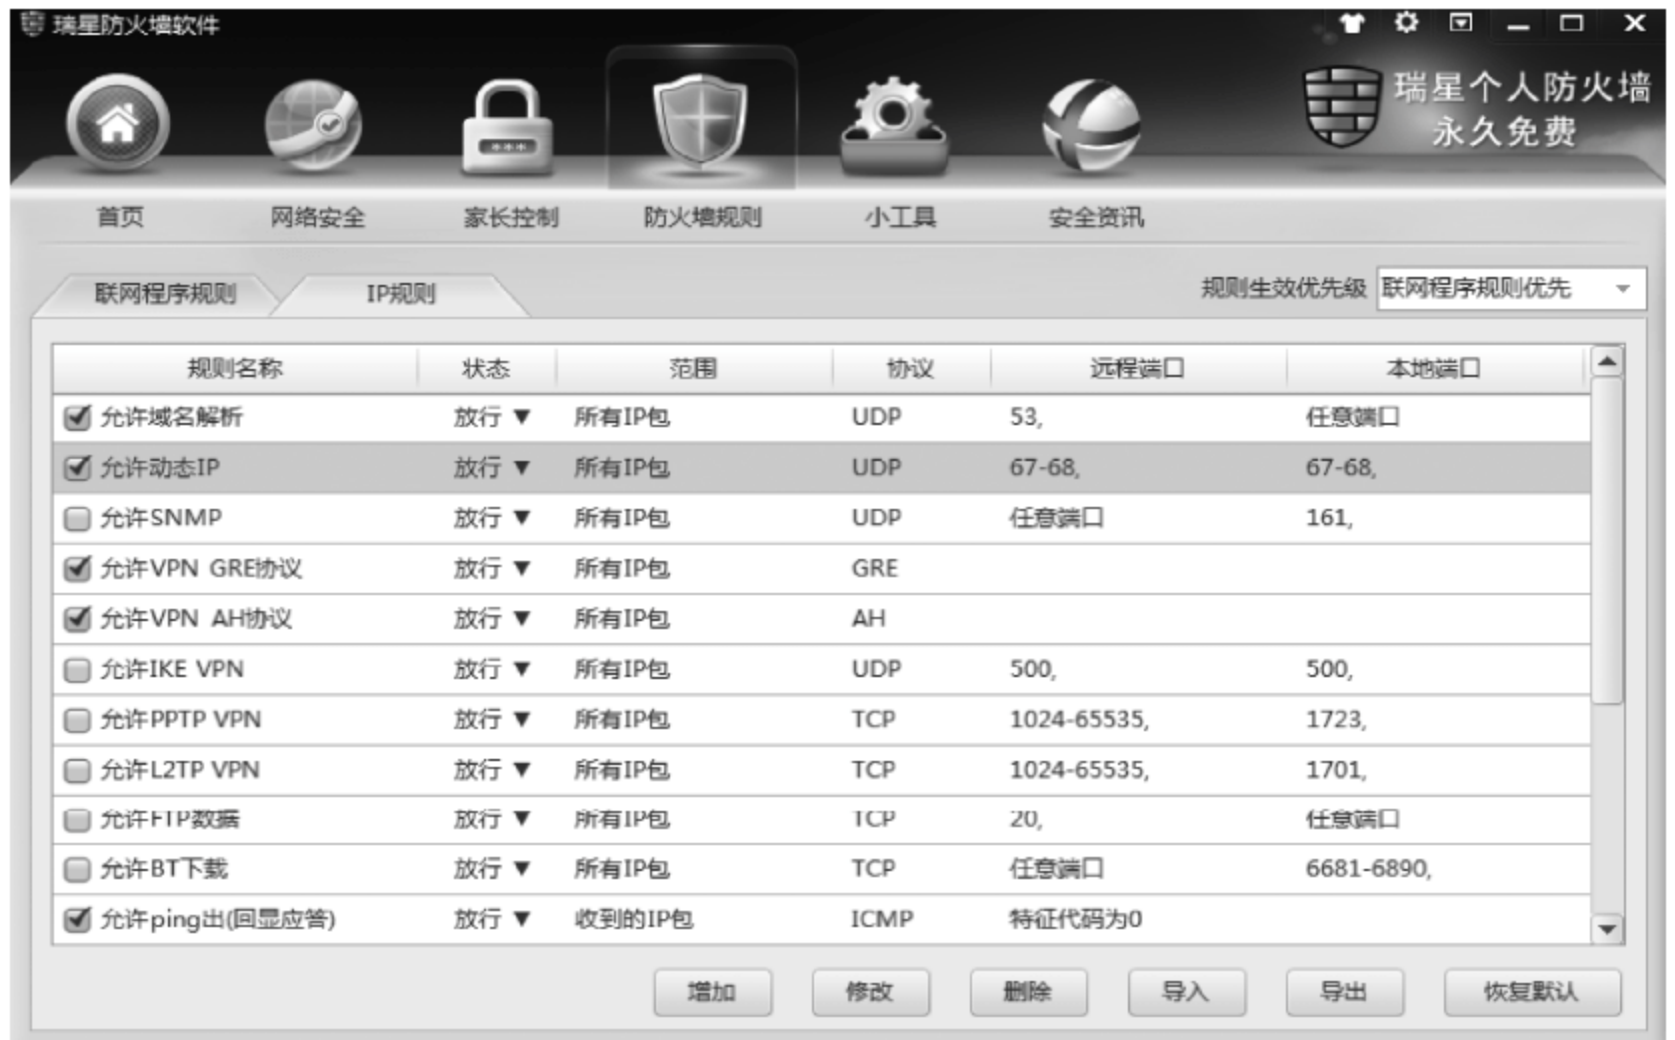 瑞星防火墙软件
瑞星个人防火墙
永久免费
首页 网络安全 家长控制 防火墙规则 小工具 安全资讯
联网程序规则 IP规则 规则生效优先级 联网程序规则优先
规则名称 状态 范围 协议 远程端口 本地端口
允许域名解析 放行 ▼ 所有IP包 UDP 53, 任意端口
允许动态IP 放行 ▼ 所有IP包 UDP 67-68, 67-68,
允许SNMP 放行 ▼ 所有IP包 UDP 任意端口 161,
允许VPN GRE协议 放行 ▼ 所有IP包 GRE
允许VPN AH协议 放行 ▼ 所有IP包 AH
允许IKE VPN 放行 ▼ 所有IP包 UDP 500, 500,
允许PPTP VPN 放行 ▼ 所有IP包 TCP 1024-65535, 1723,
允许L2TP VPN 放行 ▼ 所有IP包 TCP 1024-65535, 1701,
允许FTP数据 放行 ▼ 所有IP包 TCP 20, 任意端口
允许BT下载 放行 ▼ 所有IP包 TCP 任意端口 6681-6890,
允许ping出(回显应答) 放行 ▼ 收到的IP包 ICMP 特征代码为0
增加 修改 删除 导入 导出 恢复默认